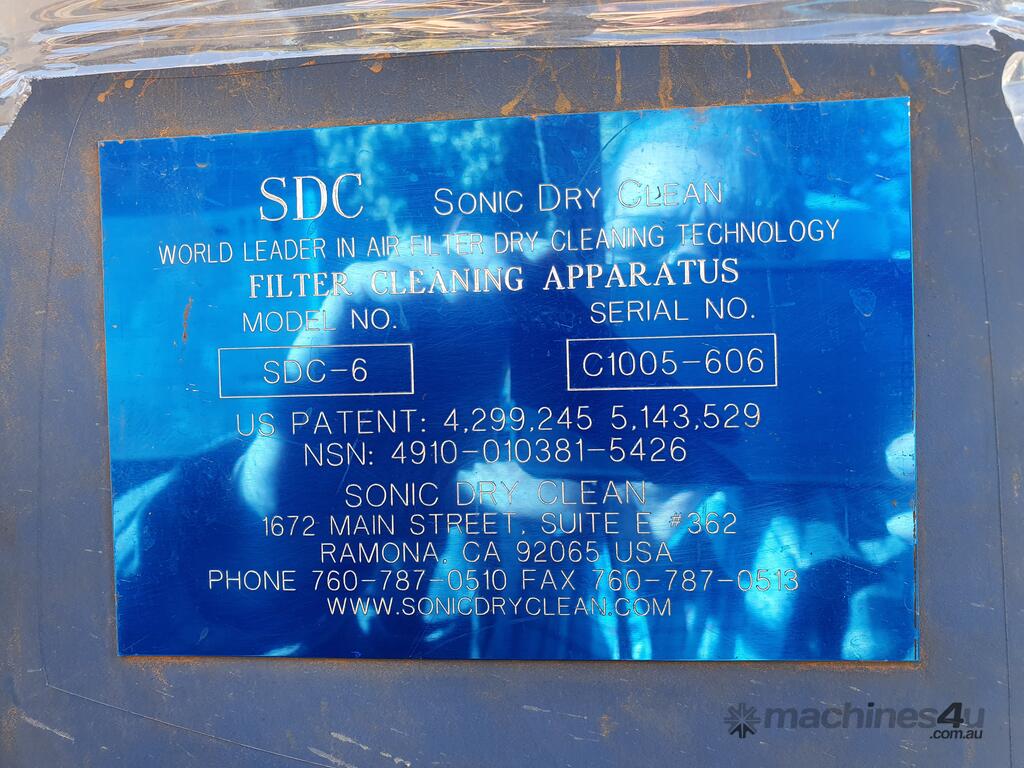 SDC SONIC DRY CLEAN
WORLD LEADER IN AIR FILTER DRY CLEANING TECHNOLOGY
FILTER CLEANING APPARATUS
MODEL NO. SERIAL NO.
SDC-6 C1005-606
US PATENT: 4,299,245 5,143,529
NSN: 4910-010381-5426
SONIC DRY CLEAN
1672 MAIN STREET, SUITE E #362
RAMONA, CA 92065 USA
PHONE 760-787-0510 FAX 760-787-0513
WWW.SONICDRYCLEAN.COM
machines4u
.com.au